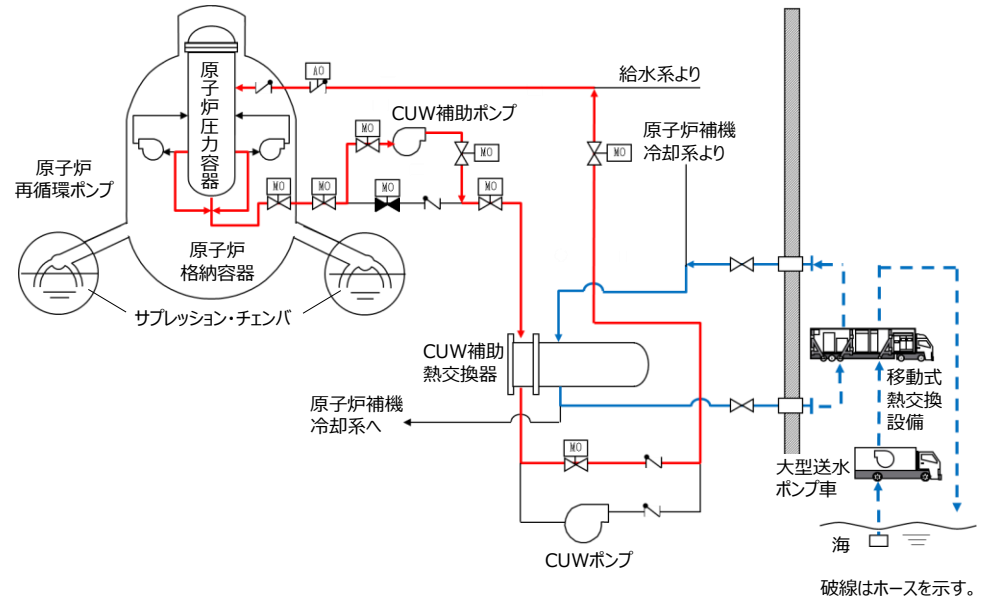 給水系より
AO
原子炉圧力容器
CUW補助ポンプ
原子炉補機
冷却系より
MO
MO
MO
原子炉
再循環ポンプ
MO
MO
MO
MO
原子炉
格納容器
サプレッション・チェンバ
CUW補助
熱交換器
移動式
熱交換
設備
原子炉補機
冷却系へ
MO
大型送水
ポンプ車
海
CUWポンプ
破線はホースを示す。